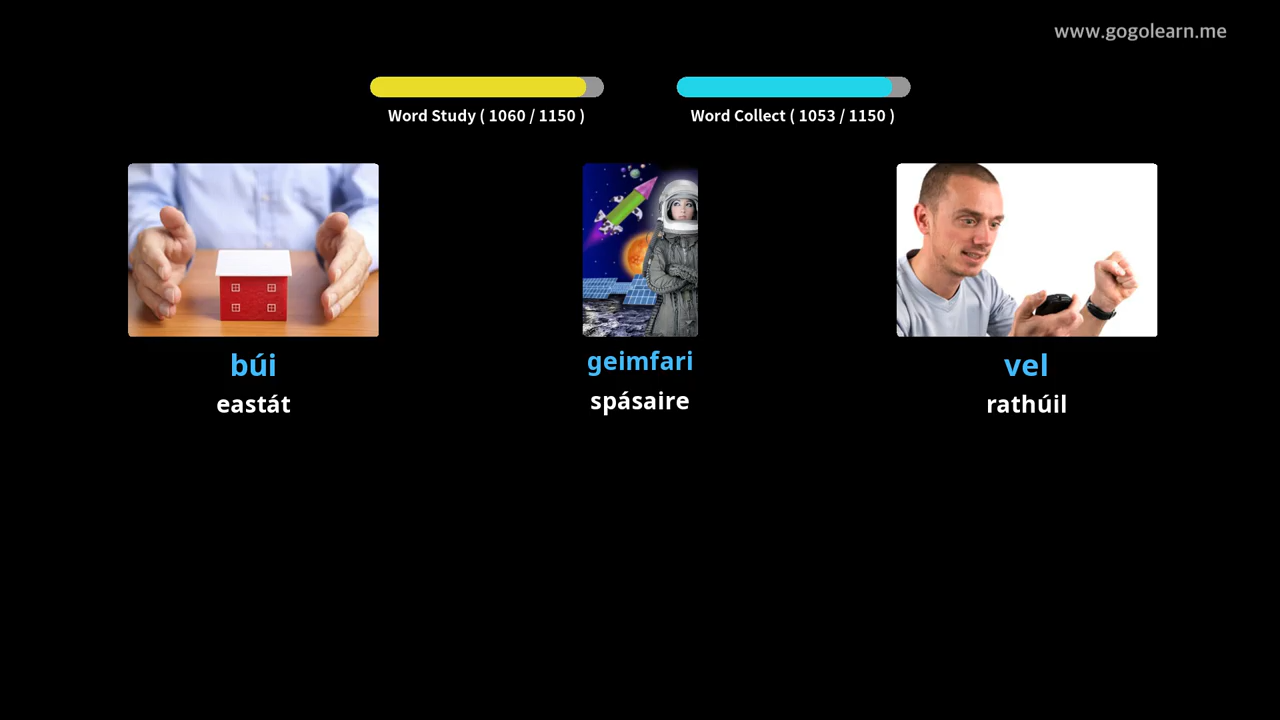 www.gogolearn.me
Word Study ( 1060 / 1150 )
Word Collect ( 1053 / 1150 )
búi
eastát
geimfari
spásaire
vel
rathúil